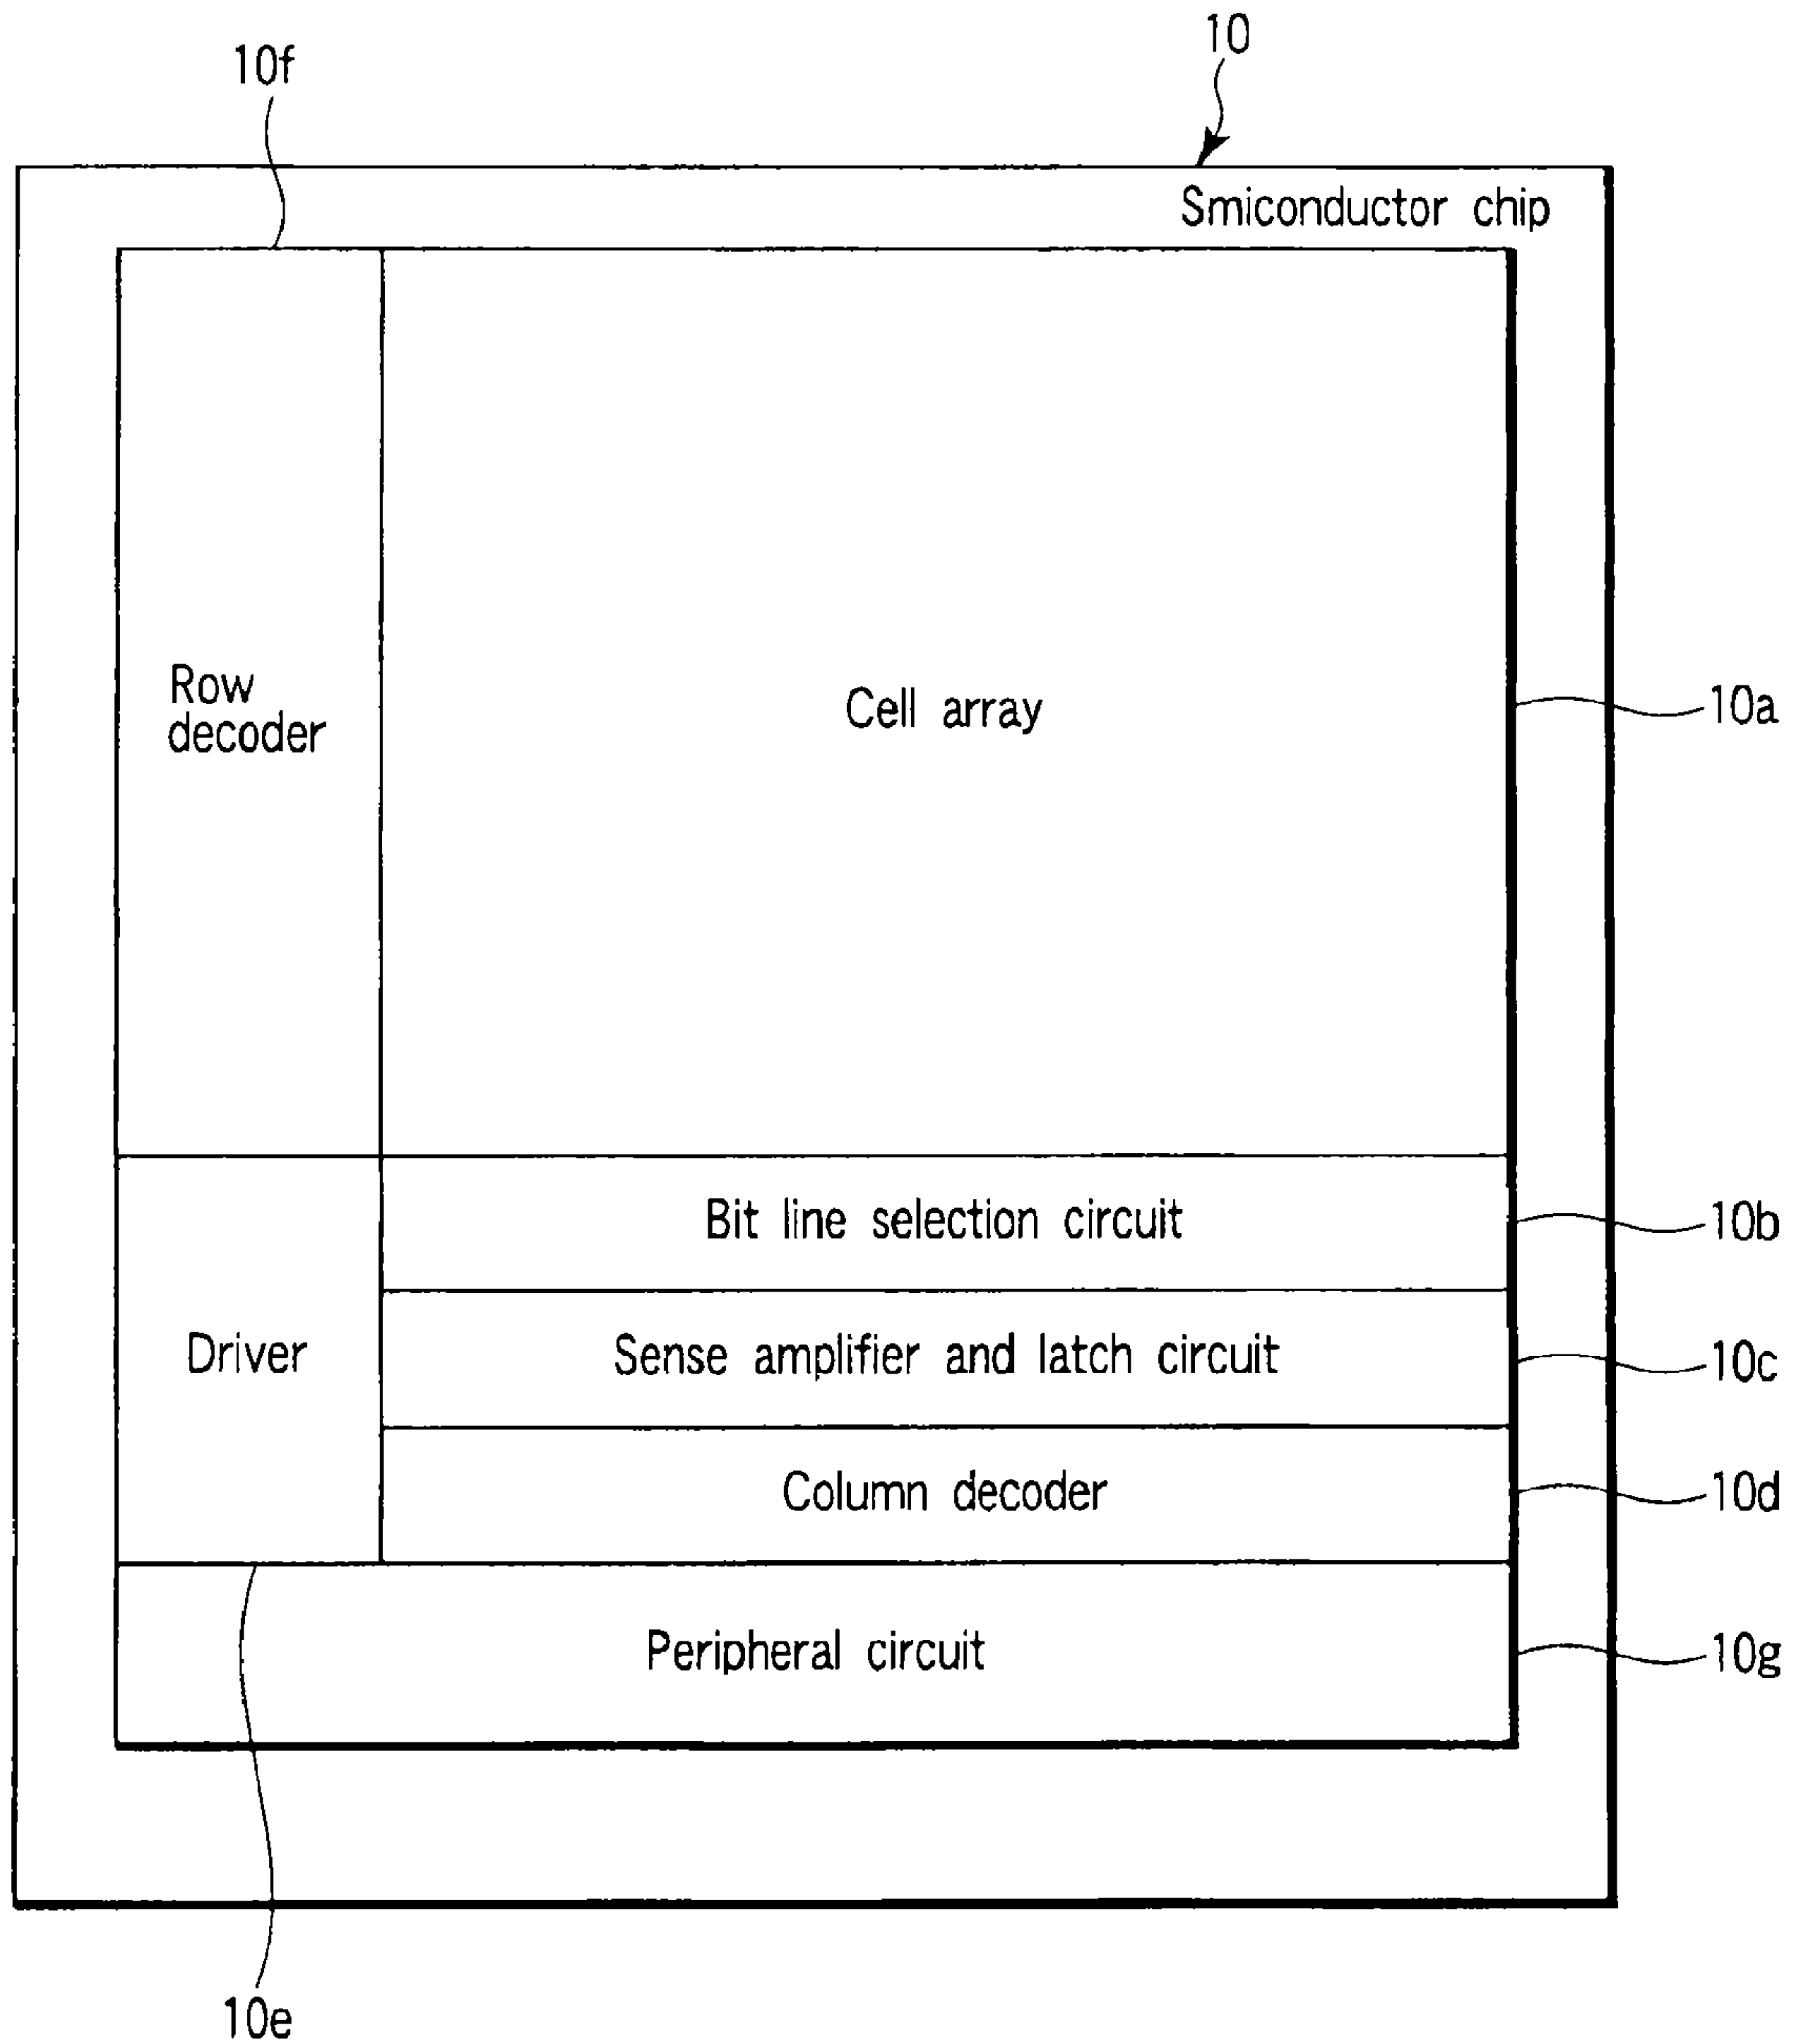 10
10f
Smiconductor chip
Row
decoder
Cell array
10a
Bit line selection circuit
10b
Driver
Sense amplifier and latch circuit
10c
Column decoder
10d
Peripheral circuit
10g
10e